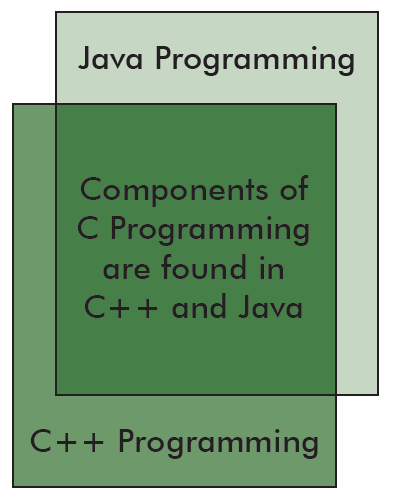 Java Programming
Components of
C Programming
are found in
C++ and Java
C++ Programming